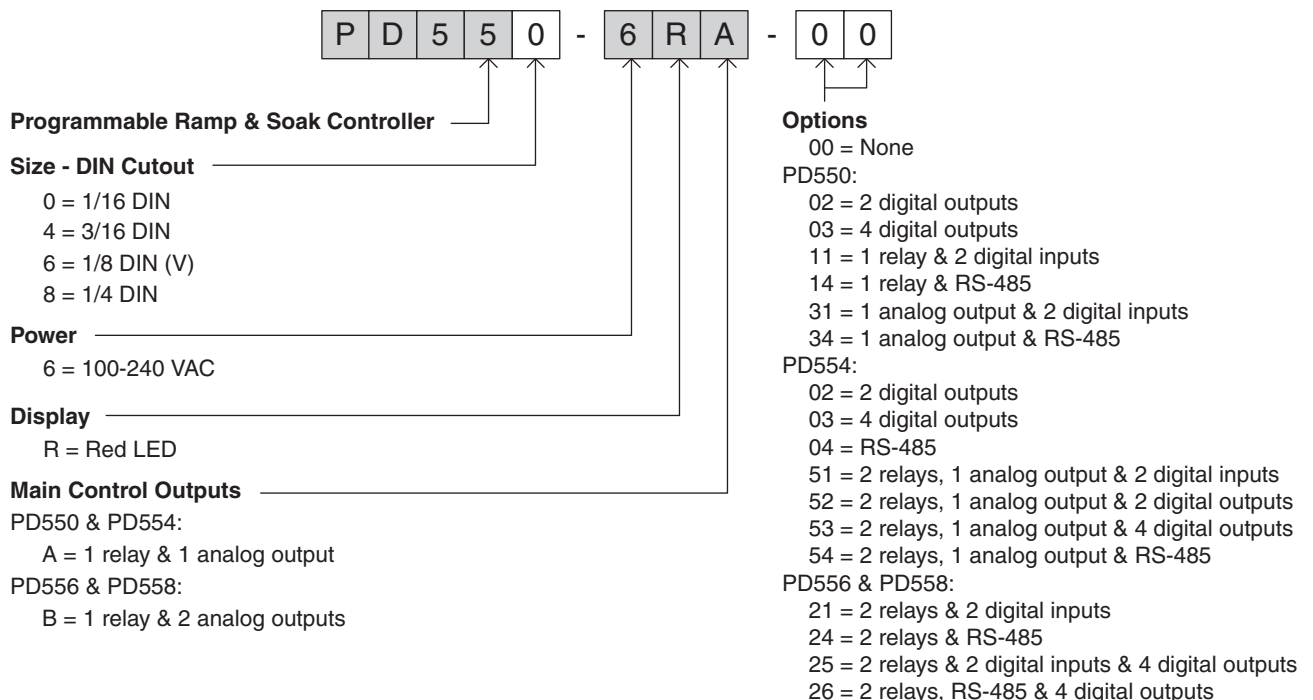 PD550 - 6RA - 00
Programmable Ramp & Soak Controller
Size - DIN Cutout
0 = 1/16 DIN
4 = 3/16 DIN
6 = 1/8 DIN (V)
8 = 1/4 DIN
Power
6 = 100-240 VAC
Display
R = Red LED
Main Control Outputs
PD550 & PD554:
A = 1 relay & 1 analog output
PD556 & PD558:
B = 1 relay & 2 analog outputs
Options
00 = None
PD550:
02 = 2 digital outputs
03 = 4 digital outputs
11 = 1 relay & 2 digital inputs
14 = 1 relay & RS-485
31 = 1 analog output & 2 digital inputs
34 = 1 analog output & RS-485
PD554:
02 = 2 digital outputs
03 = 4 digital outputs
04 = RS-485
51 = 2 relays, 1 analog output & 2 digital inputs
52 = 2 relays, 1 analog output & 2 digital outputs
53 = 2 relays, 1 analog output & 4 digital outputs
54 = 2 relays, 1 analog output & RS-485
PD556 & PD558:
21 = 2 relays & 2 digital inputs
24 = 2 relays & RS-485
25 = 2 relays & 2 digital inputs & 4 digital outputs
26 = 2 relays, RS-485 & 4 digital outputs